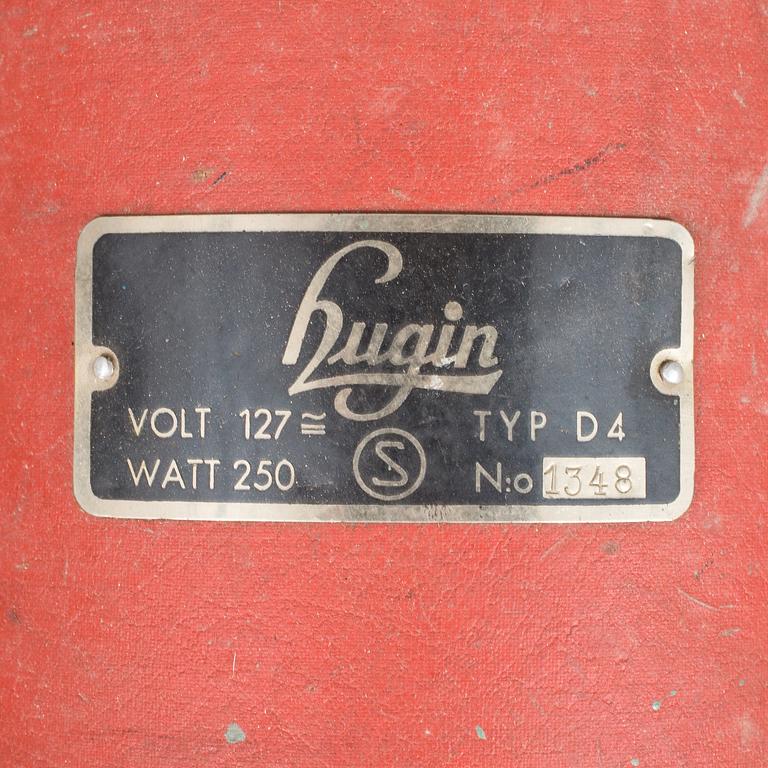 hugin
VOLT 127 ≅ TYP D4
WATT 250 S N:o 1348